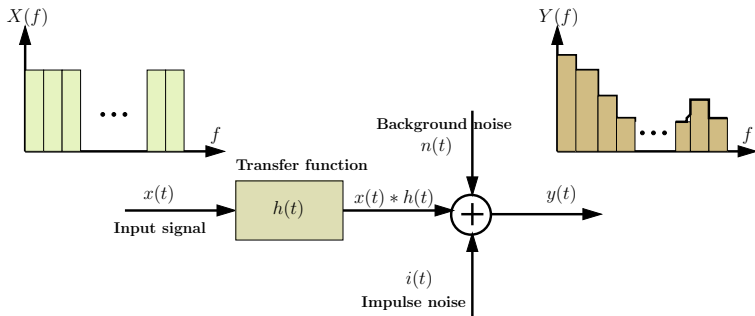 X(f)
Y(f)
f
f
Background noise
n(t)
Transfer function
x(t)
h(t)
x(t) * h(t)
y(t)
Input signal
i(t)
Impulse noise